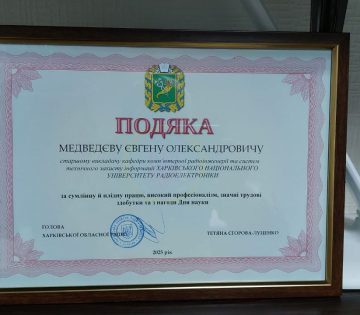 ПОДЯКА
МЕДВЕДЄВУ ЄВГЕНУ ОЛЕКСАНДРОВИЧУ
старшому викладачу кафедри комп'ютерної радіоінженерії та систем
технічного захисту інформації ХАРКІВСЬКОГО НАЦІОНАЛЬНОГО
УНІВЕРСИТЕТУ РАДІОЕЛЕКТРОНІКИ
за сумлінну й плідну працю, високий професіоналізм, значні трудові
здобутки та з нагоди Дня науки
ГОЛОВА
ХАРКІВСЬКОЇ ОБЛАСНОЇ РАДИ
ТЕТЯНА ЄГОРОВА-ЛУЦЕНКО
2025 рік